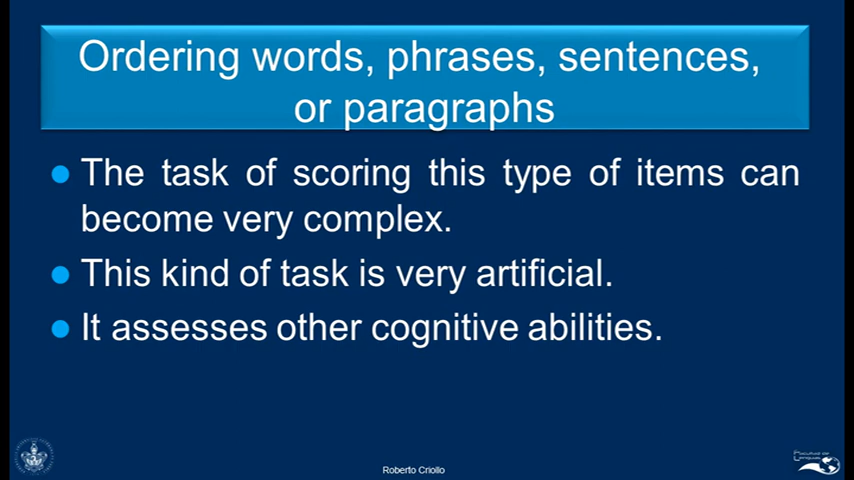 Ordering words, phrases, sentences,
or paragraphs
The task of scoring this type of items can
become very complex.
This kind of task is very artificial.
It assesses other cognitive abilities.
Roberto Criollo